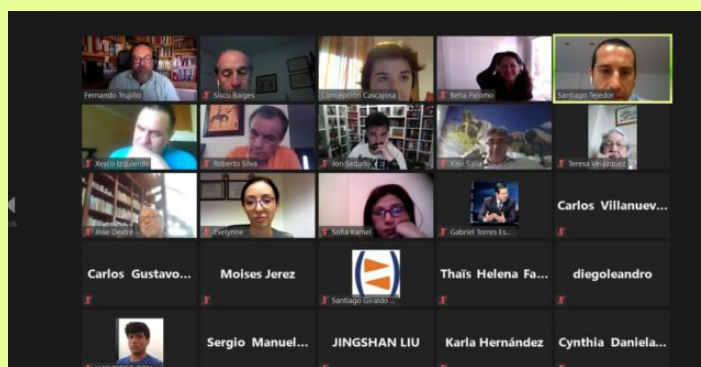 Fernando Trujillo
Siscu Baiges
Concepción Cascajosa
Bella Palomo
Santiago Tejedor
Xesco Izquierdo
Roberto Silva
Jon Sedano
Xavi Salla
Teresa Velázquez
Jose Dextre
Evelynne
Sofia Kamel
Gabriel Torres Es...
Carlos Villanuev...
Carlos Gustavo...
Moises Jerez
Santiago Giraldo ...
Thaïs Helena Fa...
diegoleandro
Sergio Manuel...
JINGSHAN LIU
Karla Hernández
Cynthia Daniela...